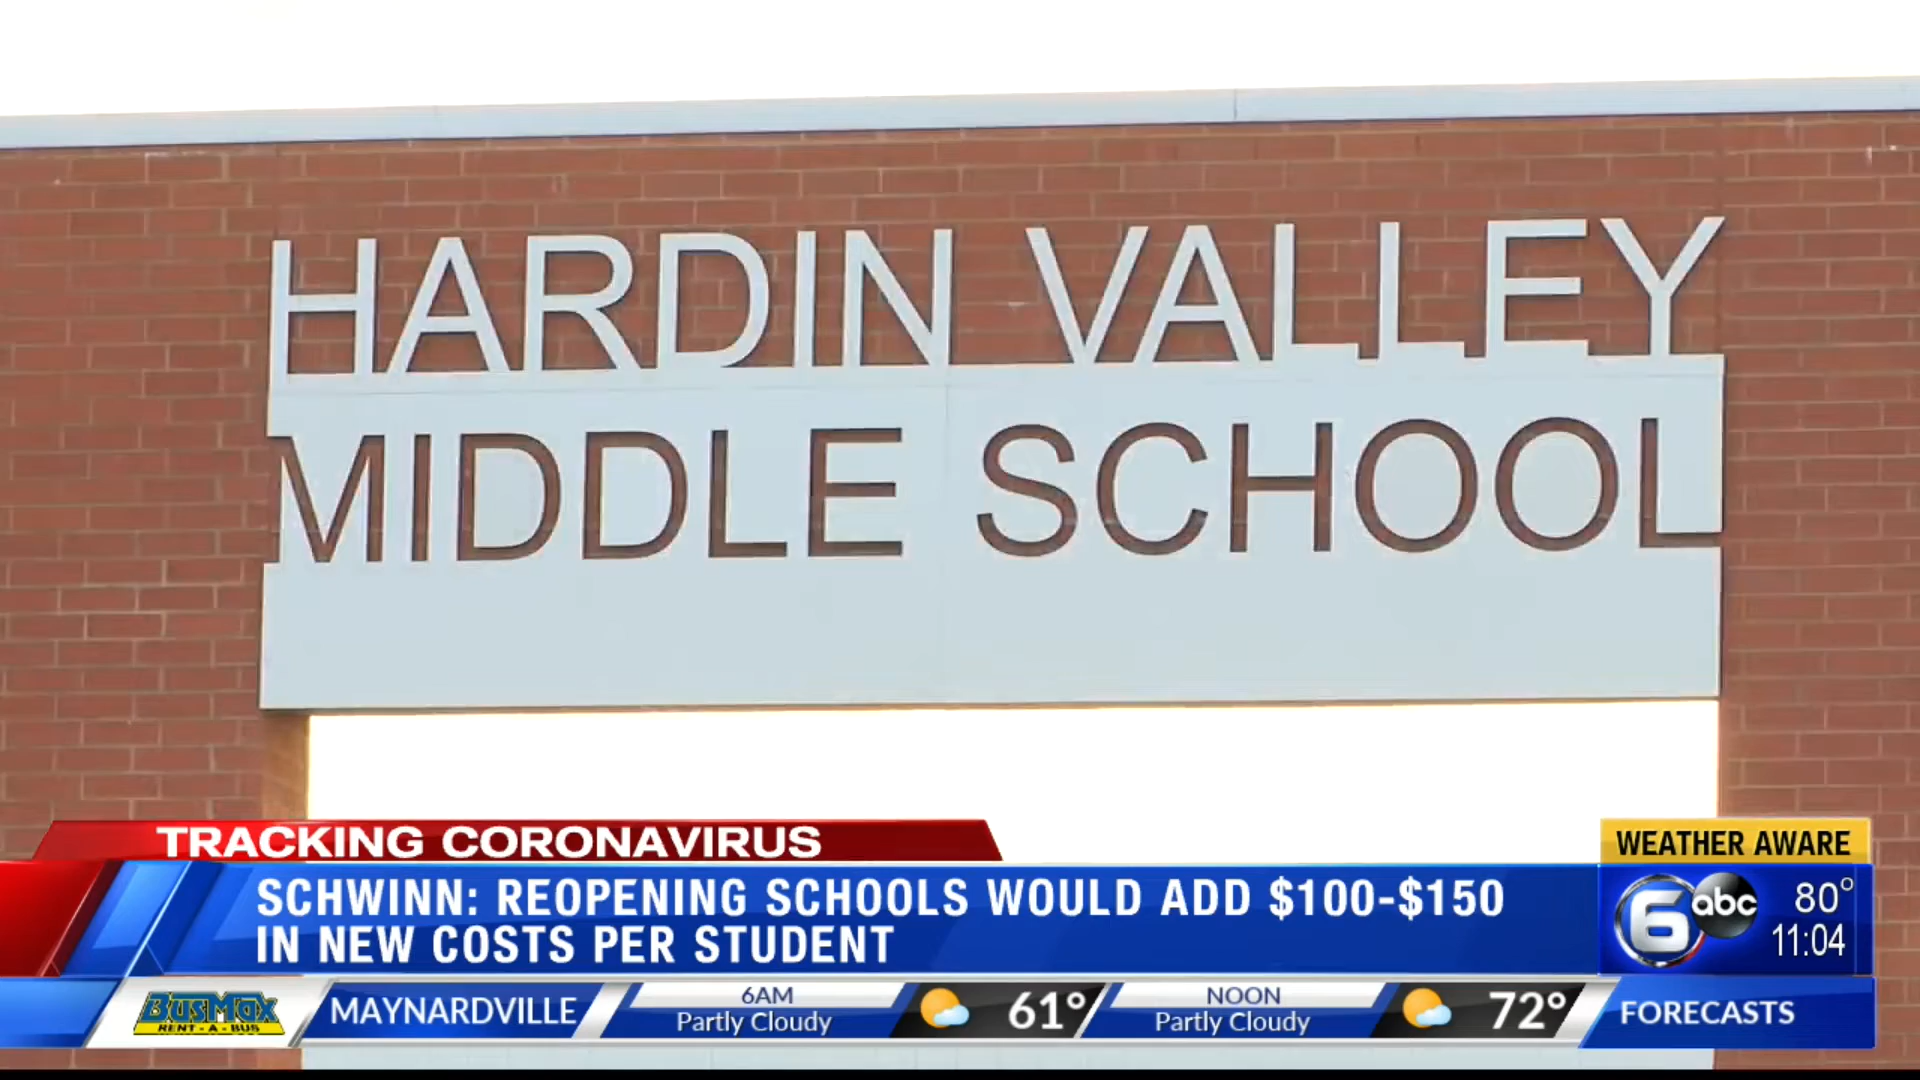 HARDIN VALLEY
MIDDLE SCHOOL
TRACKING CORONAVIRUS
SCHWINN: REOPENING SCHOOLS WOULD ADD $100-$150
IN NEW COSTS PER STUDENT
WEATHER AWARE
6 abc
80°
11:04
BUSMAX
RENT-A-BUS
MAYNARDVILLE
6AM
Partly Cloudy
61°
NOON
Partly Cloudy
72°
FORECASTS